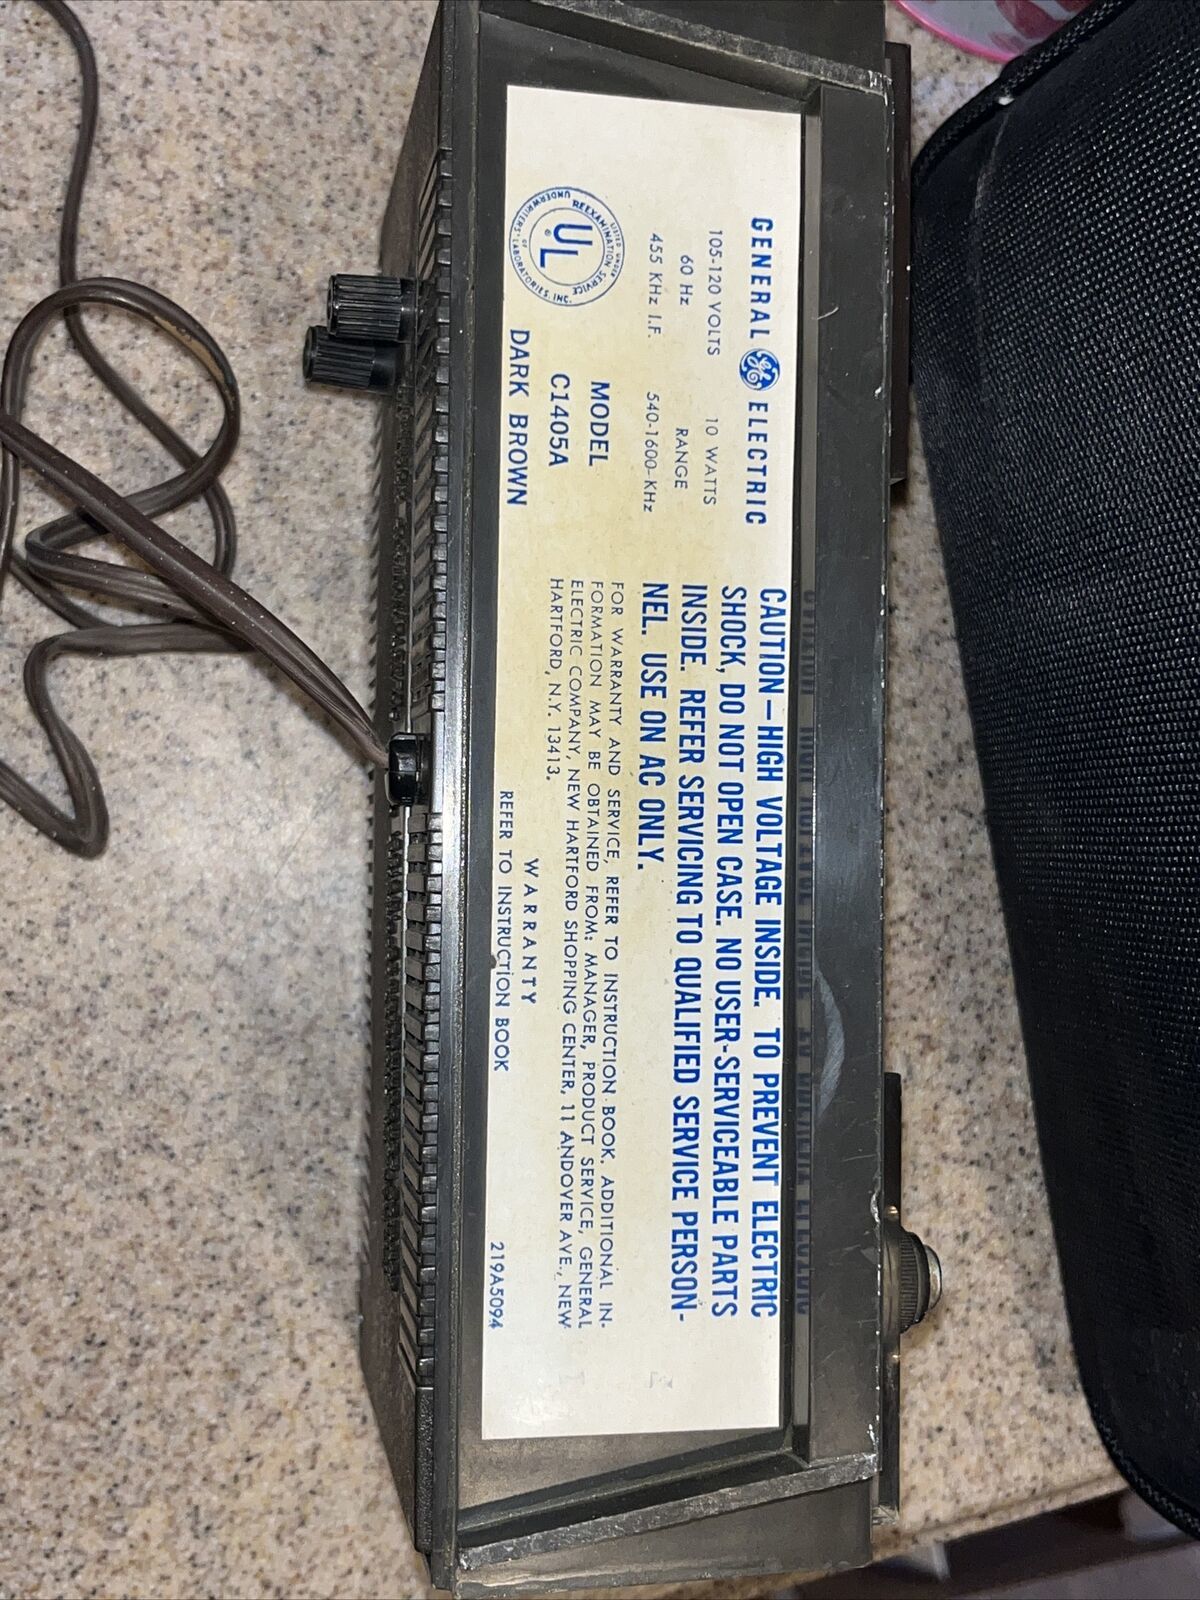 GENERAL GE ELECTRIC
105-120 VOLTS 10 WATTS
60 Hz RANGE
455 KHz I.F. 540-1600-KHz
MODEL
C1405A
DARK BROWN
LISTED UNDER
REEXAMINATION SERVICE
UL
®
UNDERWRITERS' LABORATORIES, INC.
OF
CAUTION—HIGH VOLTAGE INSIDE. TO PREVENT ELECTRIC
SHOCK, DO NOT OPEN CASE. NO USER-SERVICEABLE PARTS
INSIDE. REFER SERVICING TO QUALIFIED SERVICE PERSON-
NEL. USE ON AC ONLY.
FOR WARRANTY AND SERVICE, REFER TO INSTRUCTION BOOK. ADDITIONAL IN-
FORMATION MAY BE OBTAINED FROM: MANAGER, PRODUCT SERVICE, GENERAL
ELECTRIC COMPANY, NEW HARTFORD SHOPPING CENTER, 11 ANDOVER AVE., NEW
HARTFORD, N.Y. 13413.
WARRANTY
REFER TO INSTRUCTION BOOK
219A5094